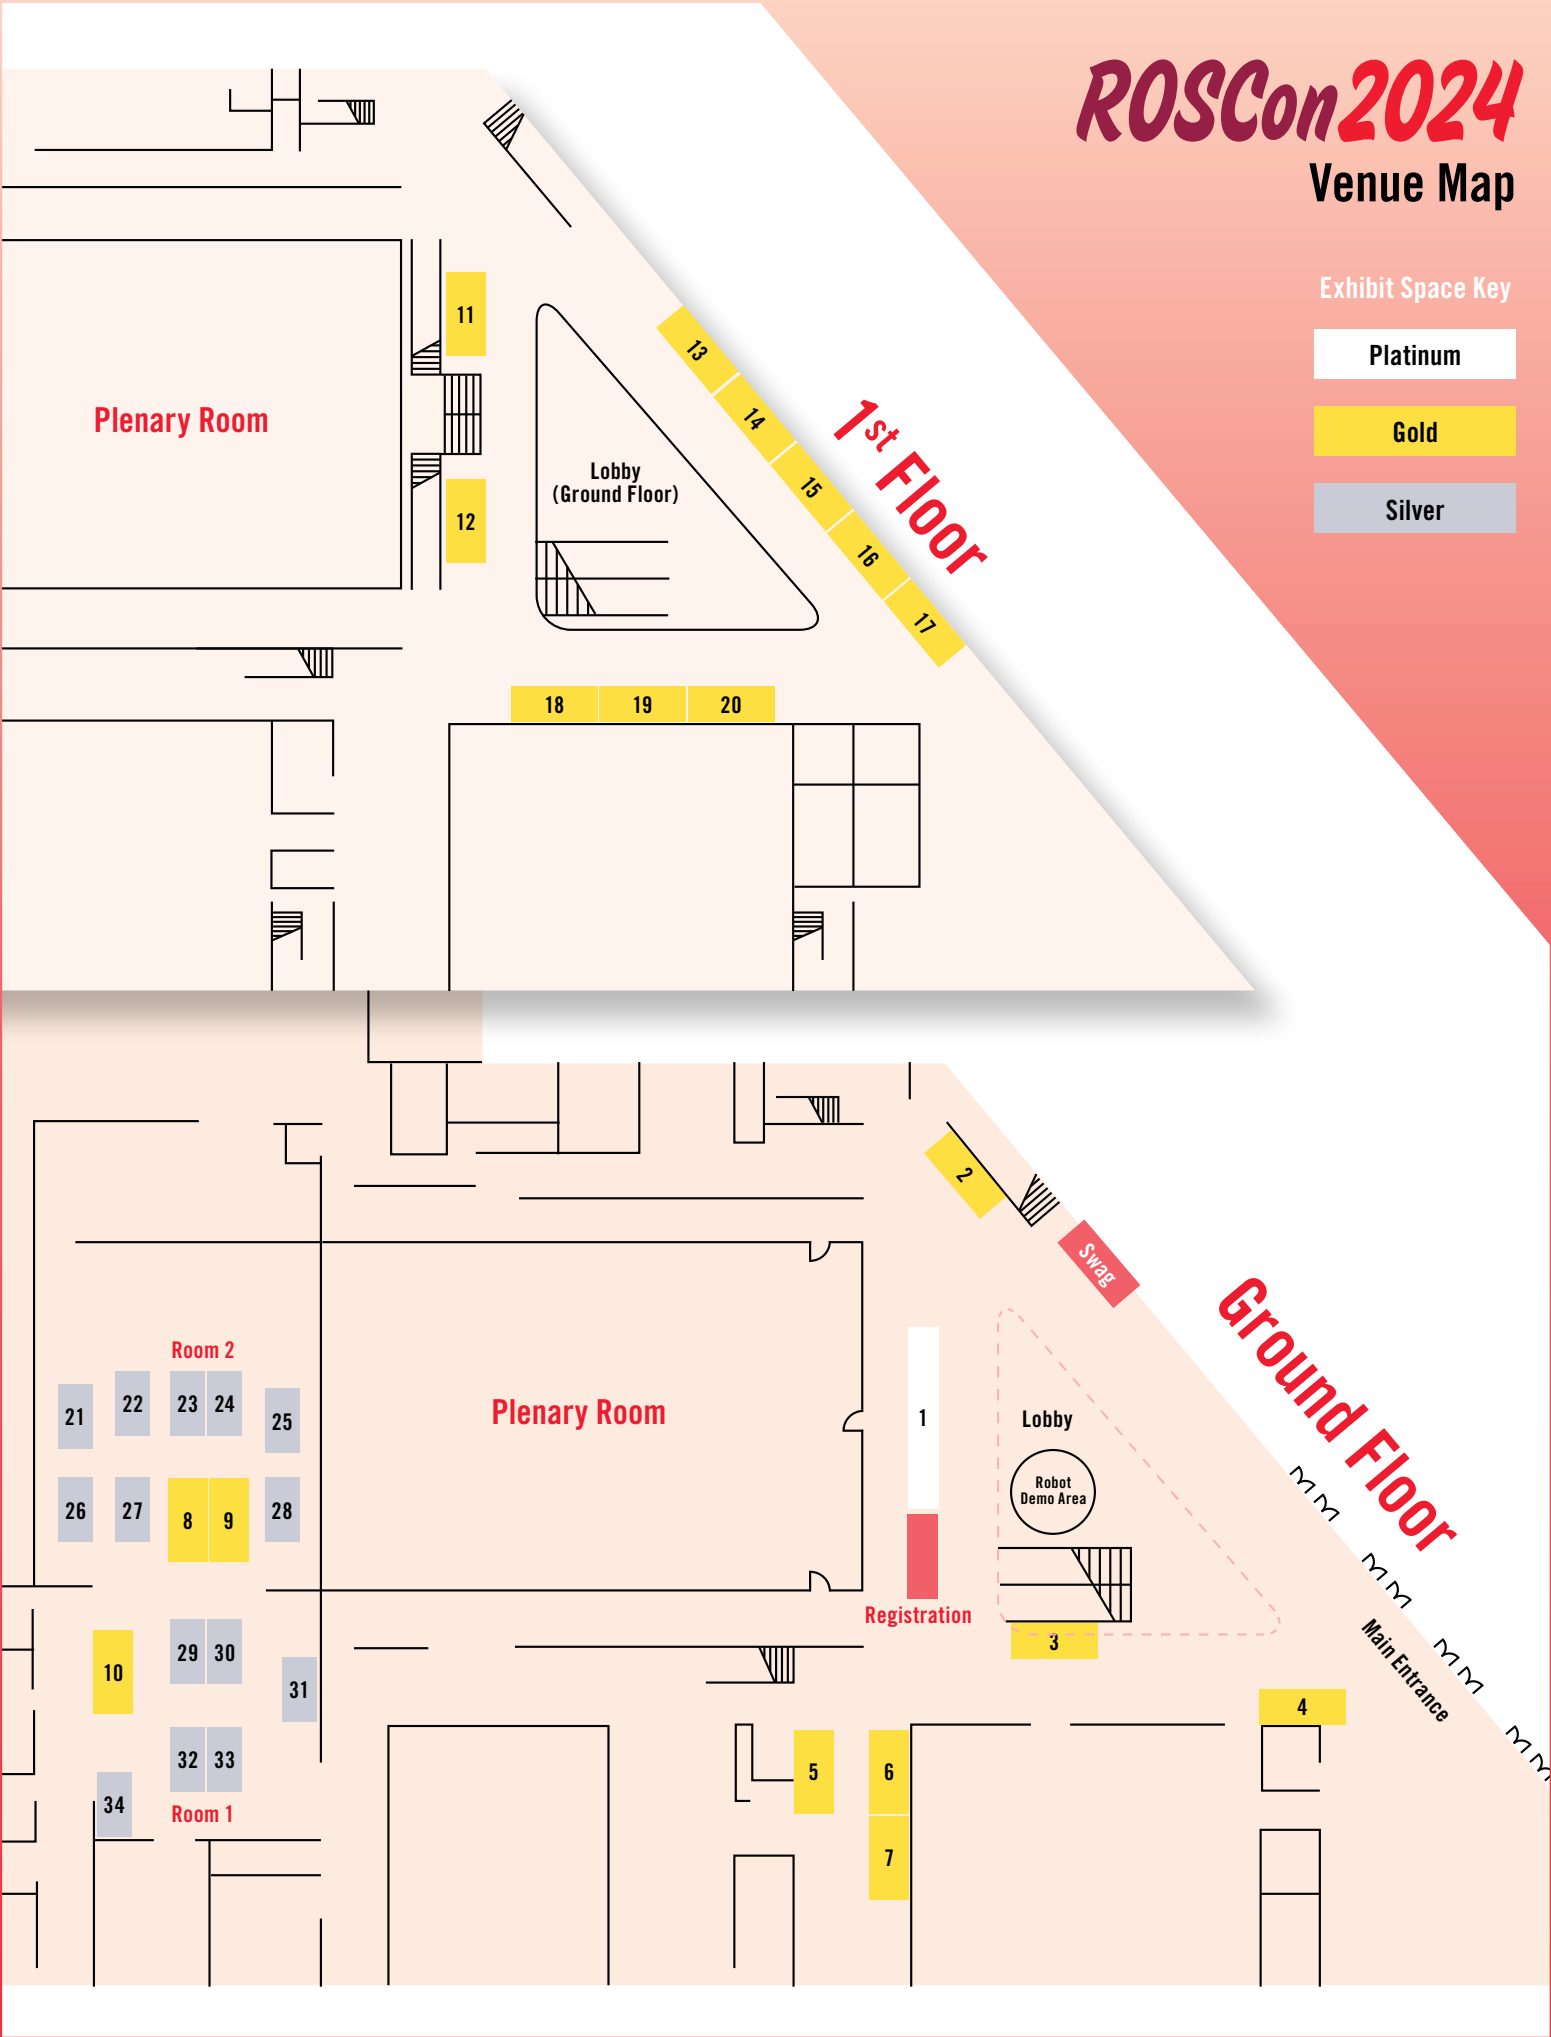 ROSCon2024
Venue Map
Exhibit Space Key
Platinum
Gold
Silver
1st Floor
Plenary Room
11
12
Lobby
(Ground Floor)
13
14
15
16
17
18
19
20
Ground Floor
2
Swag
Plenary Room
1
Lobby
Robot
Demo Area
Registration
3
4
Main Entrance
5
6
7
Room 2
21
22
23
24
25
26
27
8
9
28
10
29
30
31
32
33
34
Room 1